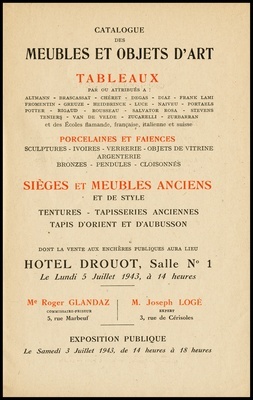 CATALOGUE
DES
MEUBLES ET OBJETS D'ART
TABLEAUX
PAR OU ATTRIBUÉS A :
ALTMANN - BRASCASSAT - CHÉRET - DEGAS - DIAZ - FRANK LAMI
FROMENTIN - GREUZE - HEIDBRINCK - LUCE - NAIVEU - PORTAELS
POTTER - RIGAUD - ROUSSEAU - SALVATOR ROSA - STEVENS
TENIERS - VAN DE VELDE - ZUCARELLI - ZURBARRAN
et des Écoles flamande, française, italienne et suisse
PORCELAINES ET FAIENCES
SCULPTURES - IVOIRES - VERRERIE - OBJETS DE VITRINE
ARGENTERIE
BRONZES - PENDULES - CLOISONNÉS
SIÈGES ET MEUBLES ANCIENS
ET DE STYLE
TENTURES - TAPISSERIES ANCIENNES
TAPIS D'ORIENT ET D'AUBUSSON
DONT LA VENTE AUX ENCHÈRES PUBLIQUES AURA LIEU
HOTEL DROUOT, Salle N° 1
Le Lundi 5 Juillet 1943, à 14 heures
Me Roger GLANDAZ
COMMISSAIRE-PRISEUR
5, rue Marbeuf
M. Joseph LOGÉ
EXPERT
3, rue de Cérisoles
EXPOSITION PUBLIQUE
Le Samedi 3 Juillet 1943, de 14 heures à 18 heures